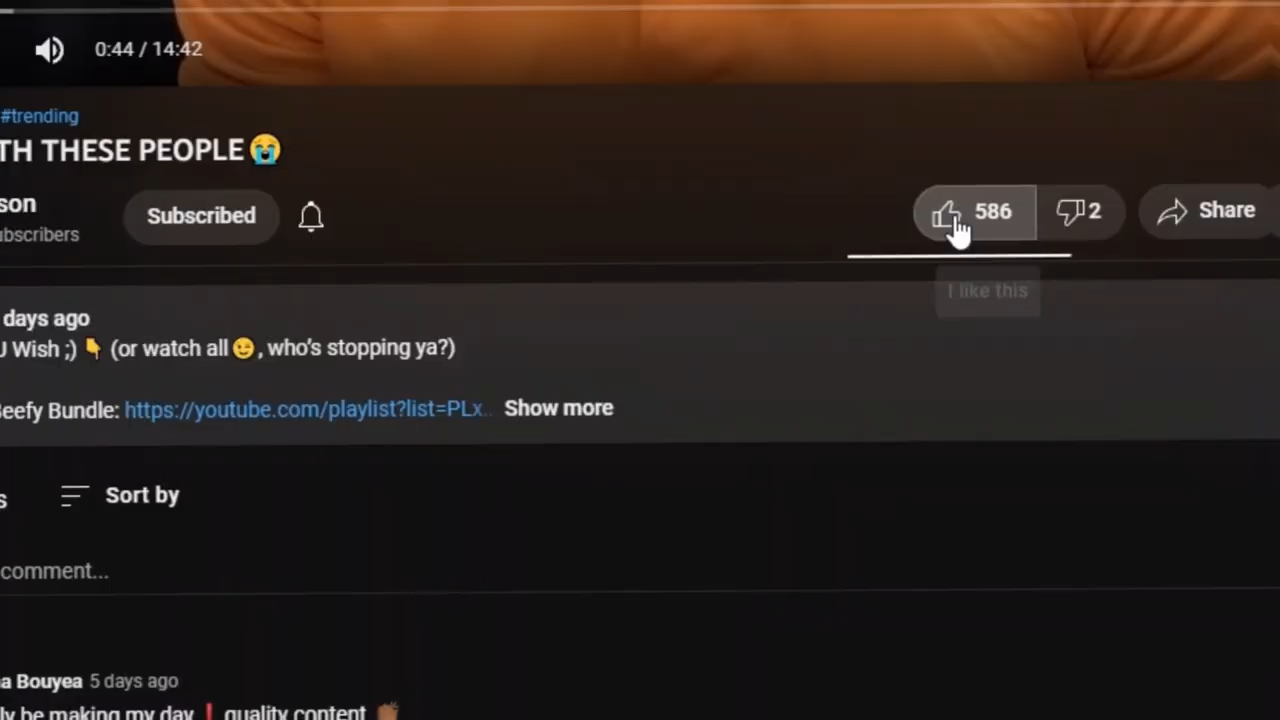 0:44 / 14:42
#trending
TH THESE PEOPLE😭
son
Subscribed
586
2
Share
ubscribers
I like this
days ago
U Wish ;) 👇 (or watch all 😉, who's stopping ya?)
Beefy Bundle: https://youtube.com/playlist?list=PLx..
Show more
s
Sort by
comment...
a Bouyea 5 days ago
ly be making my day❗quality content